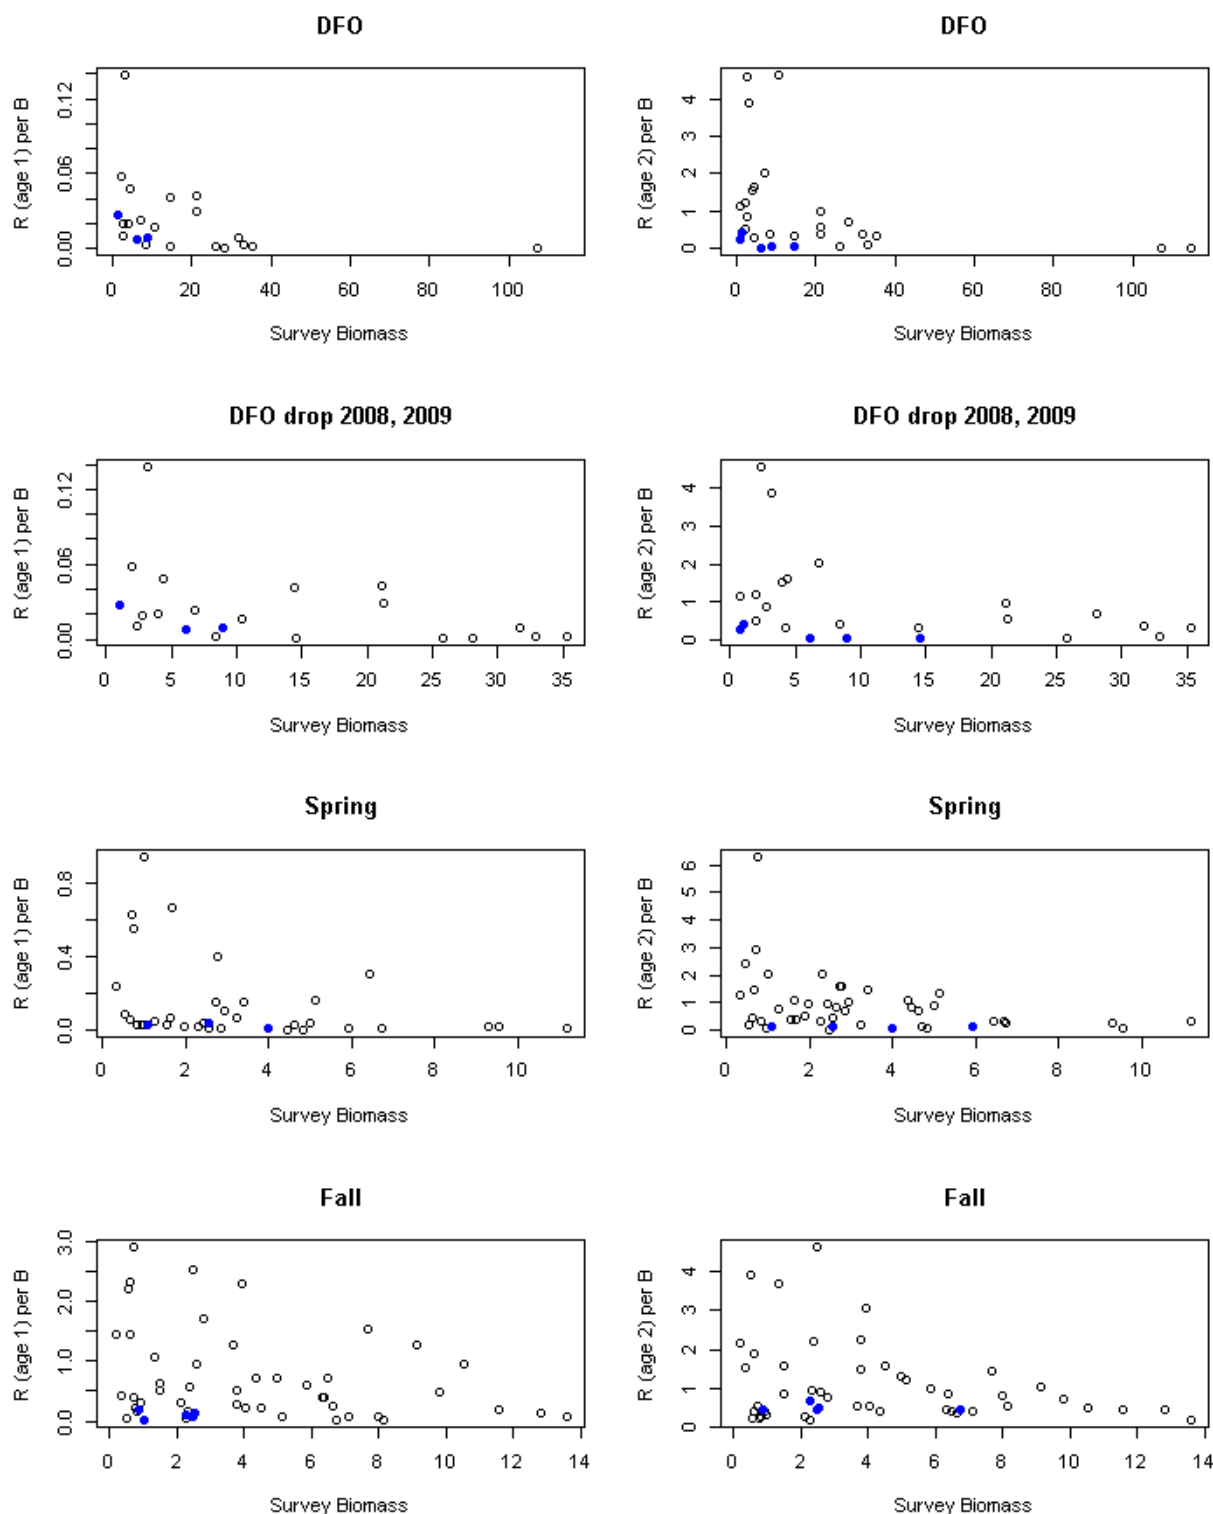 DFO
R (age 1) per B
0.00 0.06 0.12
0 20 40 60 80 100
Survey Biomass
DFO
R (age 2) per B
0 1 2 3 4
0 20 40 60 80 100
Survey Biomass
DFO drop 2008, 2009
R (age 1) per B
0.00 0.06 0.12
0 5 10 15 20 25 30 35
Survey Biomass
DFO drop 2008, 2009
R (age 2) per B
0 1 2 3 4
0 5 10 15 20 25 30 35
Survey Biomass
Spring
R (age 1) per B
0.0 0.4 0.8
0 2 4 6 8 10
Survey Biomass
Spring
R (age 2) per B
0 1 2 3 4 5 6
0 2 4 6 8 10
Survey Biomass
Fall
R (age 1) per B
0.0 1.0 2.0 3.0
0 2 4 6 8 10 12 14
Survey Biomass
Fall
R (age 2) per B
0 1 2 3 4
0 2 4 6 8 10 12 14
Survey Biomass